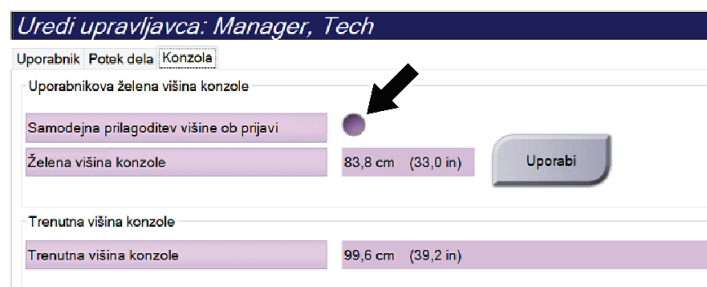 Uredi upravljavca: Manager, Tech
Uporabnik Potek dela Konzola
Uporabnikova želena višina konzole
Samodejna prilagoditev višine ob prijavi
Želena višina konzole 83,8 cm (33,0 in) Uporabi
Trenutna višina konzole
Trenutna višina konzole 99,6 cm (39,2 in)